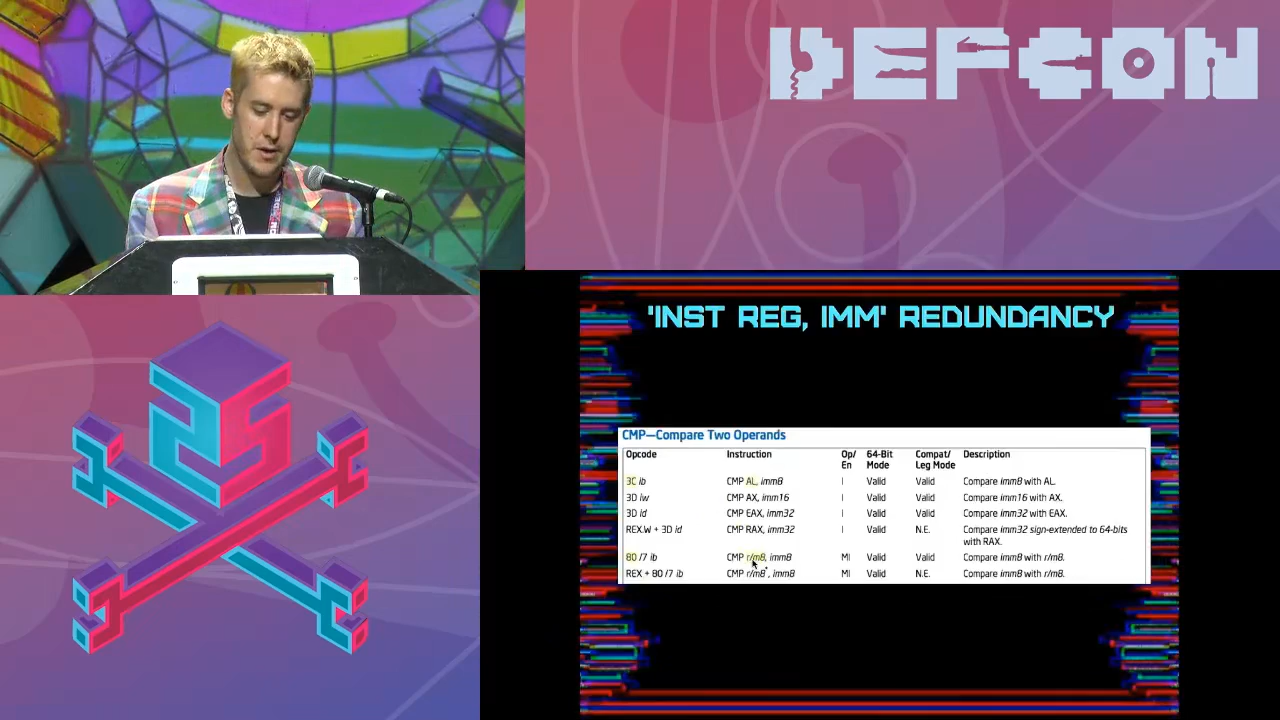 DEFCON
'INST REG, IMM' REDUNDANCY
CMP—Compare Two Operands
Opcode Instruction Op/ En 64-Bit Mode Compat/ Leg Mode Description
3C ib CMP AL, imm8 I Valid Valid Compare imm8 with AL.
3D iw CMP AX, imm16 I Valid Valid Compare imm16 with AX.
3D id CMP EAX, imm32 I Valid Valid Compare imm32 with EAX.
REX.W + 3D id CMP RAX, imm32 I Valid N.E. Compare imm32 sign-extended to 64-bits with RAX.
80 /7 ib CMP r/m8, imm8 MI Valid Valid Compare imm8 with r/m8.
REX + 80 /7 ib CMP r/m8*, imm8 MI Valid N.E. Compare imm8 with r/m8.